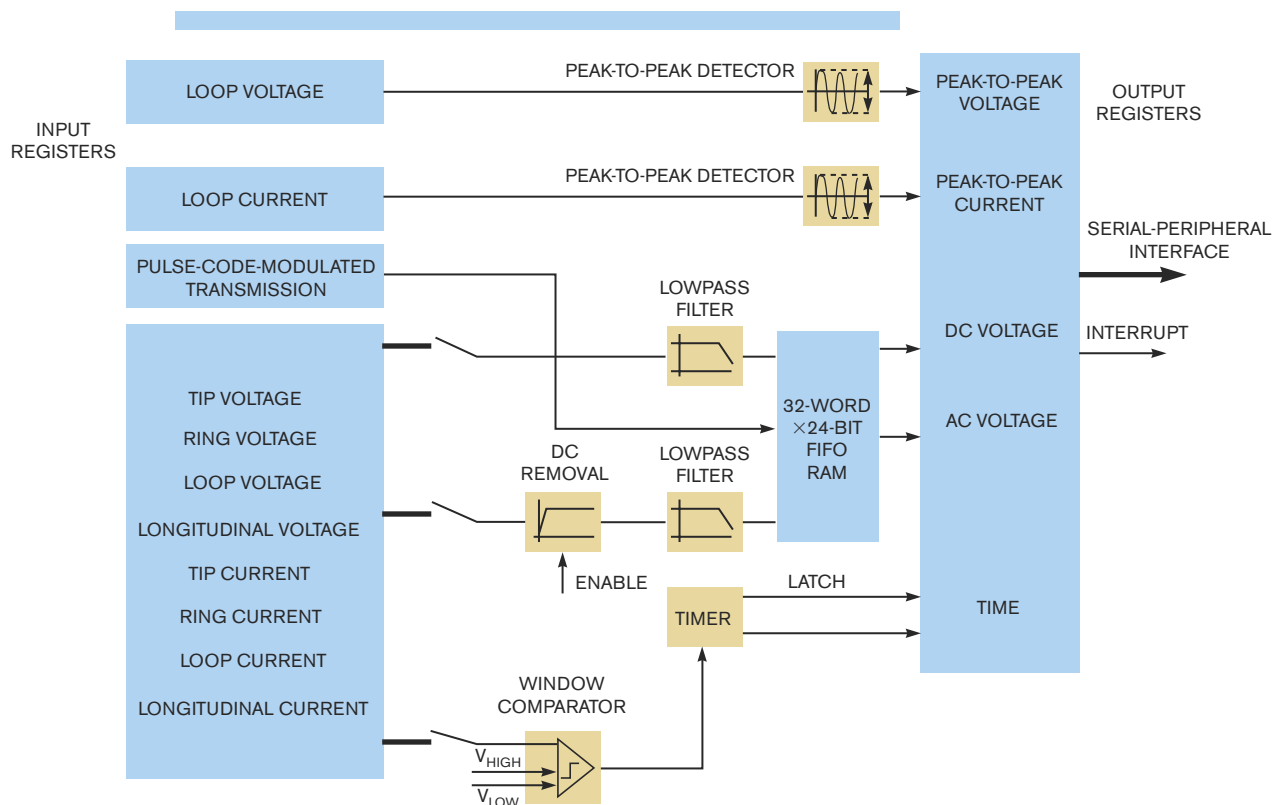 INPUT
REGISTERS
LOOP VOLTAGE
PEAK-TO-PEAK DETECTOR
PEAK-TO-PEAK
VOLTAGE
OUTPUT
REGISTERS
LOOP CURRENT
PEAK-TO-PEAK DETECTOR
PEAK-TO-PEAK
CURRENT
SERIAL-PERIPHERAL
INTERFACE
PULSE-CODE-MODULATED
TRANSMISSION
LOWPASS
FILTER
DC VOLTAGE
INTERRUPT
TIP VOLTAGE
RING VOLTAGE
LOOP VOLTAGE
LONGITUDINAL VOLTAGE
TIP CURRENT
RING CURRENT
LOOP CURRENT
LONGITUDINAL CURRENT
32-WORD
×24-BIT
FIFO
RAM
AC VOLTAGE
DC
REMOVAL
LOWPASS
FILTER
ENABLE
TIMER
LATCH
TIME
WINDOW
COMPARATOR
VHIGH
VLOW